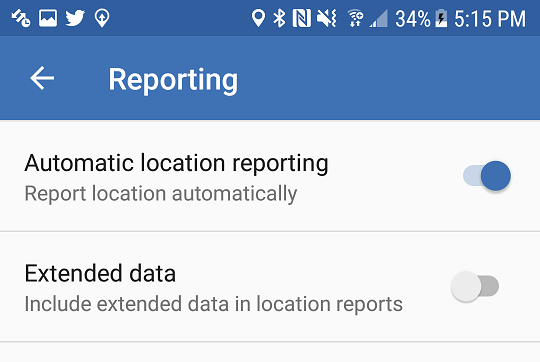 34% 5:15 PM
Reporting
Automatic location reporting
Report location automatically
Extended data
Include extended data in location reports